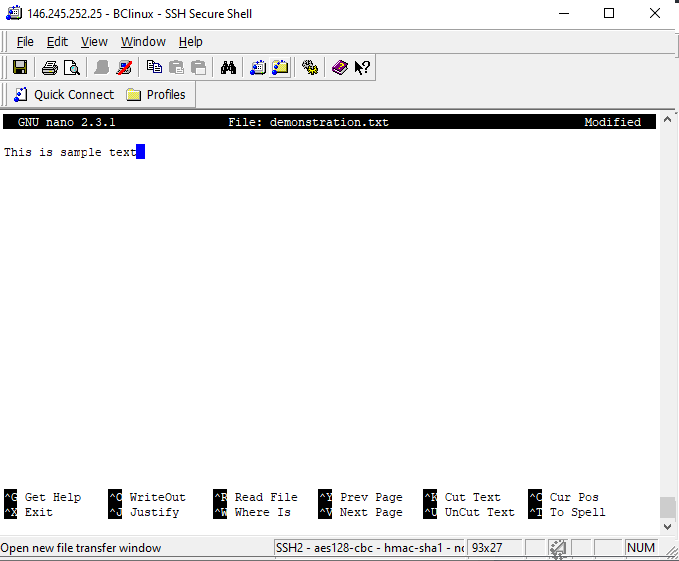 146.245.252.25 - BClinux - SSH Secure Shell
File Edit View Window Help
Quick Connect Profiles
GNU nano 2.3.1 File: demonstration.txt Modified
This is sample text
^G Get Help ^O WriteOut ^R Read File ^Y Prev Page ^K Cut Text ^C Cur Pos
^X Exit ^J Justify ^W Where Is ^V Next Page ^U UnCut Text ^T To Spell
Open new file transfer window SSH2 - aes128-cbc - hmac-sha1 - 93x27 NUM